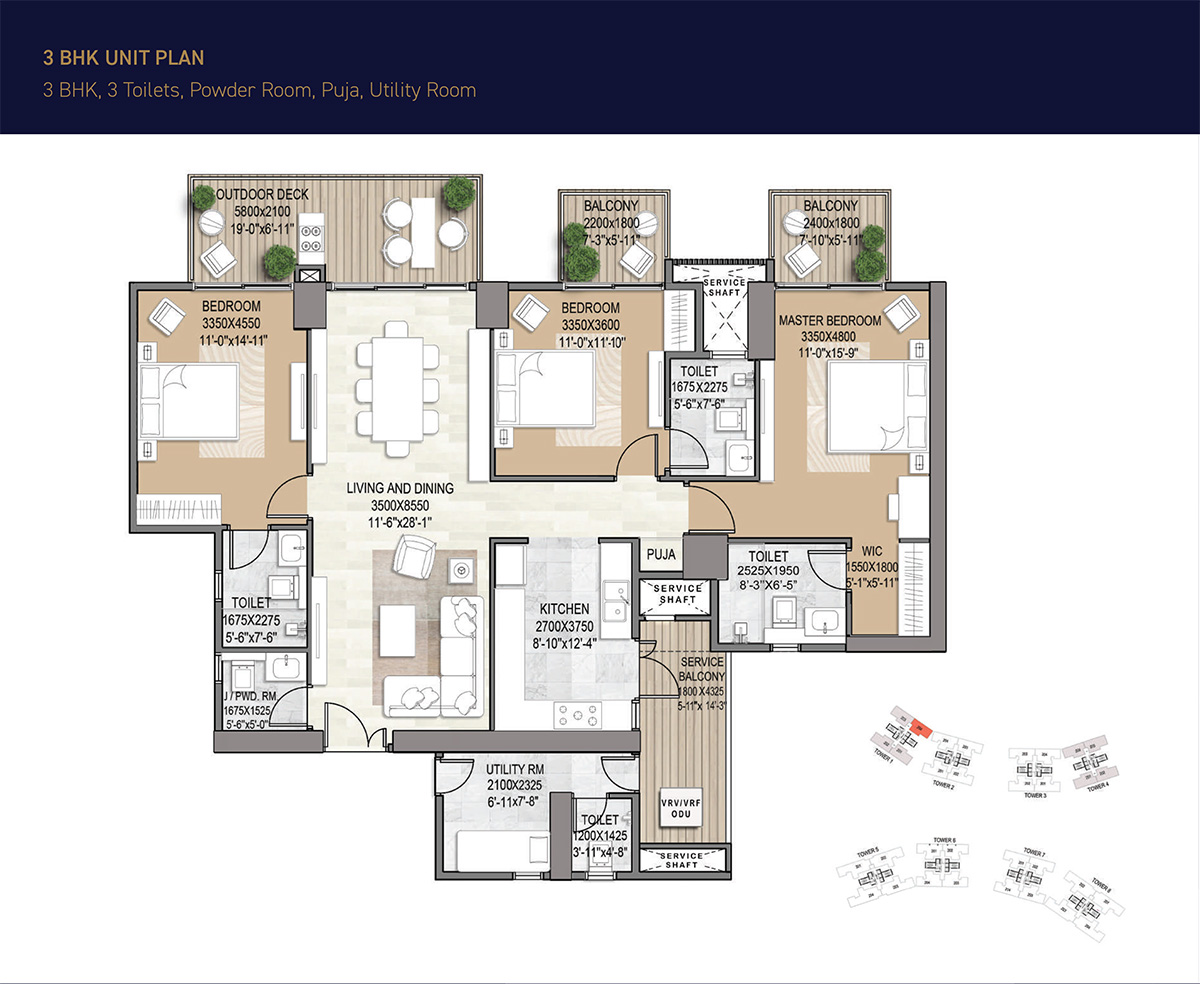 3 BHK UNIT PLAN
3 BHK, 3 Toilets, Powder Room, Puja, Utility Room
OUTDOOR DECK
5800x2100
19'-0"x6'-11"
BALCONY
2200x1800
7'-3"x5'-11"
BALCONY
2400x1800
7'-10"x5'-11"
SERVICE
SHAFT
BEDROOM
3350X4550
11'-0"x14'-11"
BEDROOM
3350X3600
11'-0"x11'-10"
MASTER BEDROOM
3350X4800
11'-0"x15'-9"
TOILET
1675X2275
5'-6"x7'-6"
LIVING AND DINING
3500X8550
11'-6"x28'-1"
PUJA
TOILET
2525X1950
8'-3"X6'-5"
WIC
1550X1800
5'-1"x5'-11"
SERVICE
SHAFT
KITCHEN
2700X3750
8'-10"x12'-4"
TOILET
1675X2275
5'-6"x7'-6"
SERVICE
BALCONY
1800 X4325
5-11"x 14'-3"
J / PWD. RM.
1675X1525
5'-6"x5'-0"
UTILITY RM
2100X2325
6'-11x7'-8"
TOILET
1200X1425
3'-11"x4'-8"
VRV/VRF
ODU
SERVICE
SHAFT
TOWER 1
TOWER 2
TOWER 3
TOWER 4
TOWER 5
TOWER 6
TOWER 7
TOWER 8